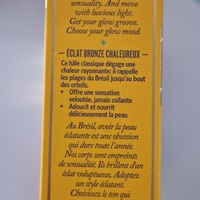 sensuality. And move
with luscious light.
Get your glow groove.
Choose your glow mood.
— ÉCLAT BRONZE CHALEUREUX —
Ce hâle classique dégage une
chaleur rayonnante: il rappelle
les plages du Brésil jusqu'au bout
des orteils.
• Offre une sensation
veloutée, jamais collante
• Adoucit et nourrit
délicieusement la peau
Au Brésil, avoir la peau
éclatante est une obsession
qui dure toute l'année.
Nos corps sont empreints
de sensualité. Ils brillent d'un
éclat voluptueux. Adoptez
un style éclatant.
Choisissez le ton qui